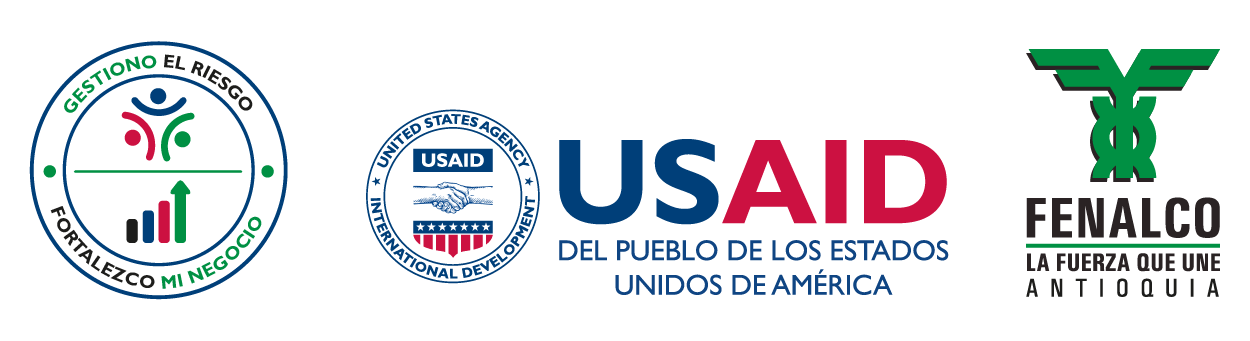 GESTIONO EL RIESGO
FORTALEZCO MI NEGOCIO
UNITED STATES AGENCY
USAID
INTERNATIONAL DEVELOPMENT
USAID
DEL PUEBLO DE LOS ESTADOS
UNIDOS DE AMÉRICA
FENALCO
LA FUERZA QUE UNE
ANTIOQUIA